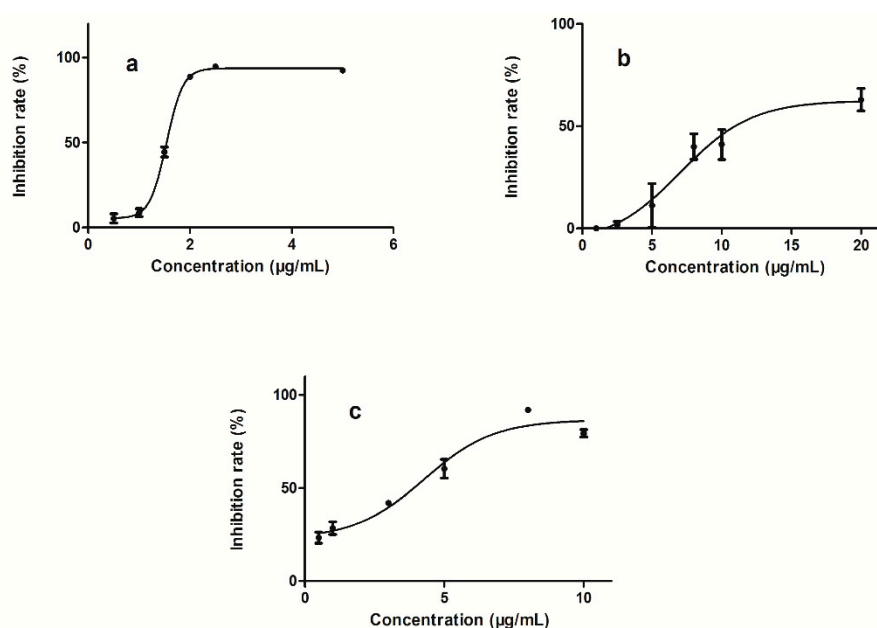 a
Inhibition rate (%)
100
50
0
0 2 4 6
Concentration (µg/mL)
b
Inhibition rate (%)
100
50
0
0 5 10 15 20
Concentration (µg/mL)
c
Inhibition rate (%)
100
50
0
0 5 10
Concentration (µg/mL)